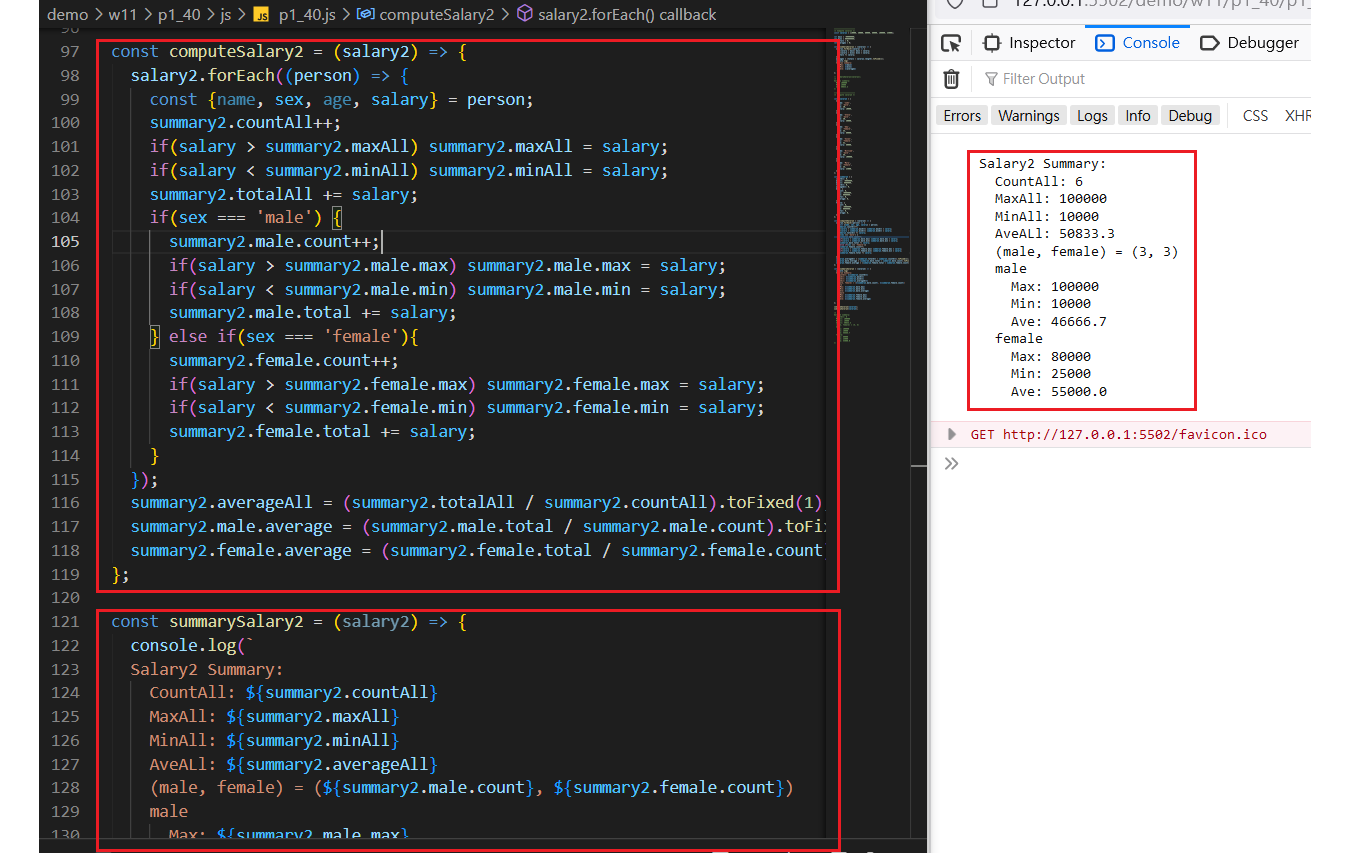 demo > w11 > p1_40 > js > JS p1_40.js > computeSalary2 > salary2.forEach() callback
97 const computeSalary2 = (salary2) => {
98 salary2.forEach((person) => {
99 const {name, sex, age, salary} = person;
100 summary2.countAll++;
101 if(salary > summary2.maxAll) summary2.maxAll = salary;
102 if(salary < summary2.minAll) summary2.minAll = salary;
103 summary2.totalAll += salary;
104 if(sex === 'male') {
105 summary2.male.count++;
106 if(salary > summary2.male.max) summary2.male.max = salary;
107 if(salary < summary2.male.min) summary2.male.min = salary;
108 summary2.male.total += salary;
109 } else if(sex === 'female'){
110 summary2.female.count++;
111 if(salary > summary2.female.max) summary2.female.max = salary;
112 if(salary < summary2.female.min) summary2.female.min = salary;
113 summary2.female.total += salary;
114 }
115 });
116 summary2.averageAll = (summary2.totalAll / summary2.countAll).toFixed(1)
117 summary2.male.average = (summary2.male.total / summary2.male.count).toFi
118 summary2.female.average = (summary2.female.total / summary2.female.count
119 };
120
121 const summarySalary2 = (salary2) => {
122 console.log(`
123 Salary2 Summary:
124 CountAll: ${summary2.countAll}
125 MaxAll: ${summary2.maxAll}
126 MinAll: ${summary2.minAll}
127 AveALl: ${summary2.averageAll}
128 (male, female) = (${summary2.male.count}, ${summary2.female.count})
129 male
130 Max: ${summary2.male.max}
127.0.0.1:5502/demo/w11/p1_40/p1_
Inspector Console Debugger
Filter Output
Errors Warnings Logs Info Debug CSS XHR
Salary2 Summary:
CountAll: 6
MaxAll: 100000
MinAll: 10000
AveALl: 50833.3
(male, female) = (3, 3)
male
Max: 100000
Min: 10000
Ave: 46666.7
female
Max: 80000
Min: 25000
Ave: 55000.0
GET http://127.0.0.1:5502/favicon.ico